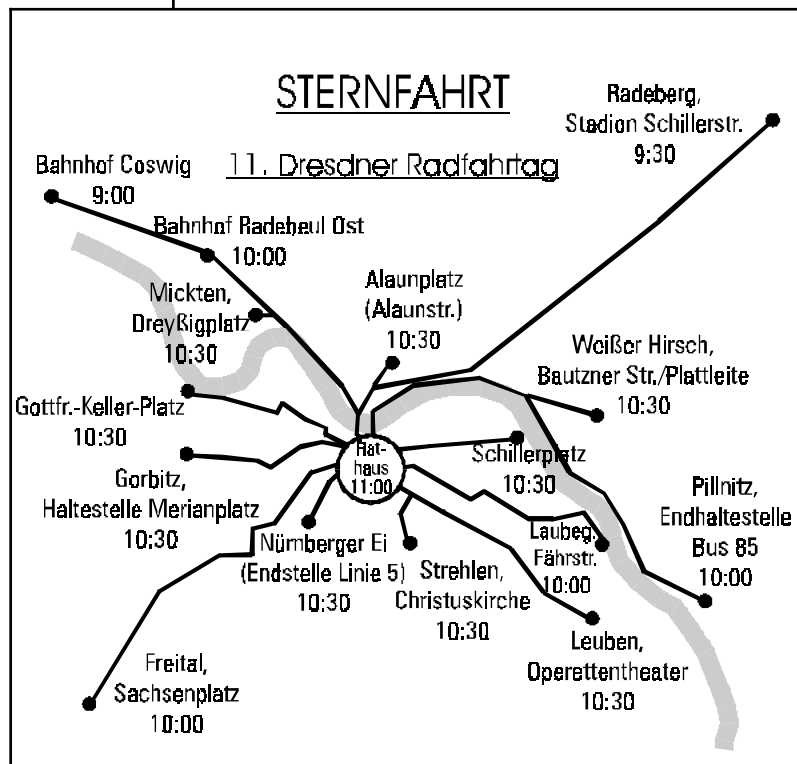 STERNFAHRT
11. Dresdner Radfahrtag
Radeberg,
Stadion Schillerstr.
9:30
Bahnhof Coswig
9:00
Bahnhof Radebeul Ost
10:00
Mickten,
Dreyßigplatz
10:30
Alaunplatz
(Alaunstr.)
10:30
Weißer Hirsch,
Bautzner Str./Plattleite
10:30
Gottfr.-Keller-Platz
10:30
Rat-
haus
11:00
Schillerplatz
10:30
Gorbitz,
Haltestelle Merianplatz
10:30
Pillnitz,
Endhaltestelle
Bus 85
10:00
Laubeg.
Fährstr.
10:00
Nürnberger Ei
(Endstelle Linie 5)
10:30
Strehlen,
Christuskirche
10:30
Leuben,
Operettentheater
10:30
Freital,
Sachsenplatz
10:00